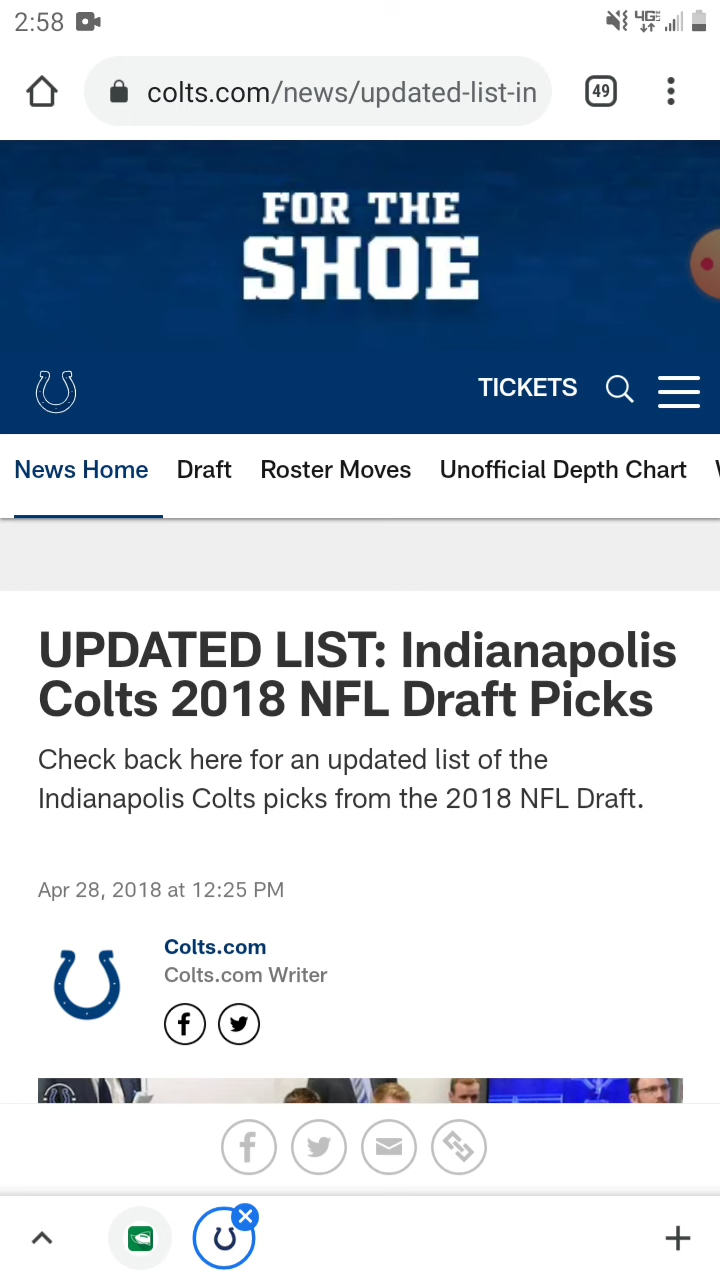 2:58
4G
colts.com/news/updated-list-in
49
FOR THE
SHOE
TICKETS
News Home Draft Roster Moves Unofficial Depth Chart
UPDATED LIST: Indianapolis
Colts 2018 NFL Draft Picks
Check back here for an updated list of the
Indianapolis Colts picks from the 2018 NFL Draft.
Apr 28, 2018 at 12:25 PM
Colts.com
Colts.com Writer